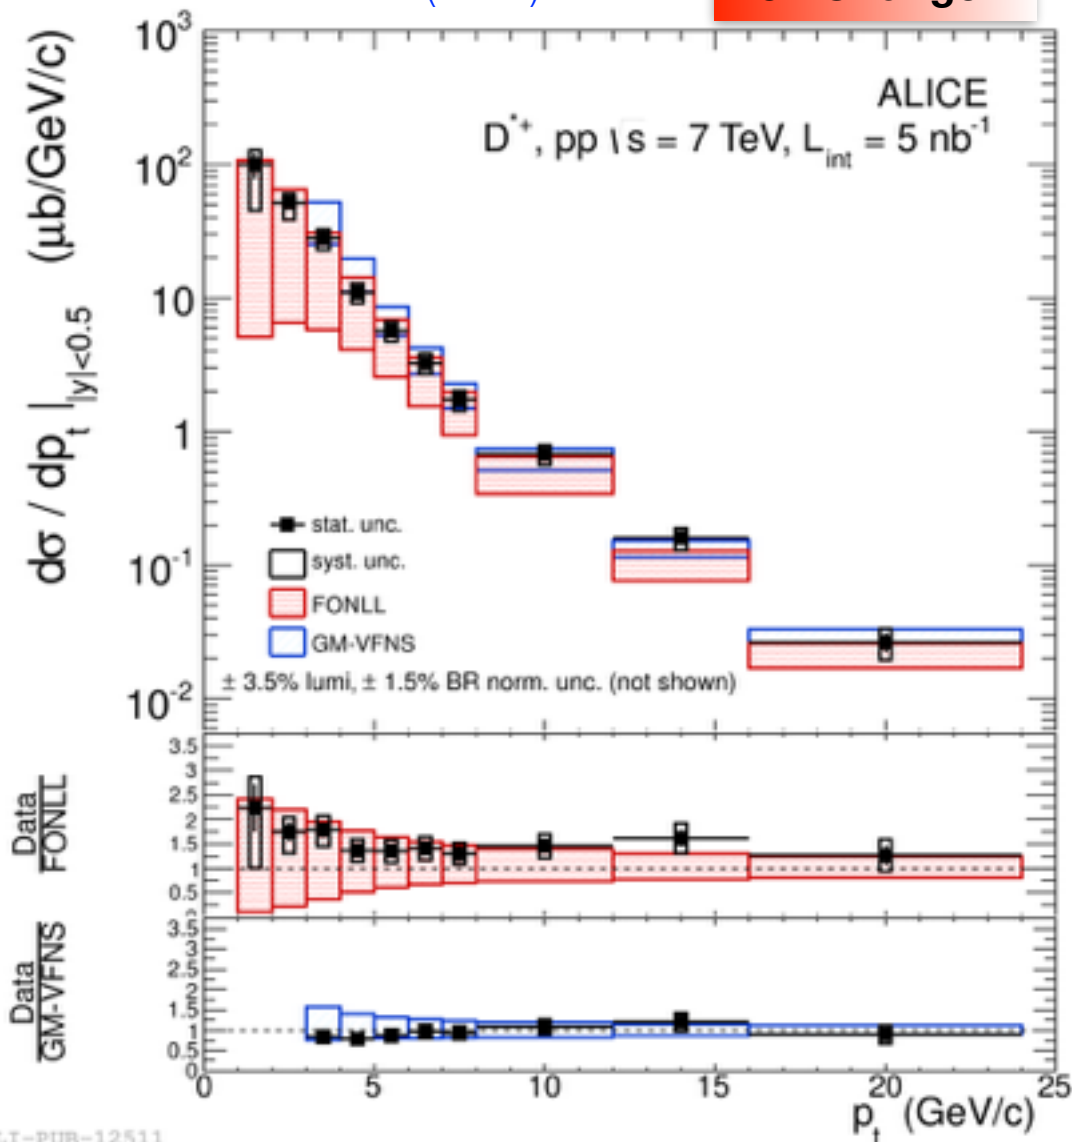 10³
ALICE
D*+, pp √s = 7 TeV, L_int = 5 nb⁻¹
10²
10
1
10⁻¹
10⁻²
dσ / dp_t |_|y|<0.5 (μb/GeV/c)
stat. unc.
syst. unc.
FONLL
GM-VFNS
± 3.5% lumi, ± 1.5% BR norm. unc. (not shown)
Data
FONLL
3.5
3
2.5
2
1.5
1
0.5
Data
GM-VFNS
3.5
3
2.5
2
1.5
1
0.5
0
0 5 10 15 20 25
p_t (GeV/c)